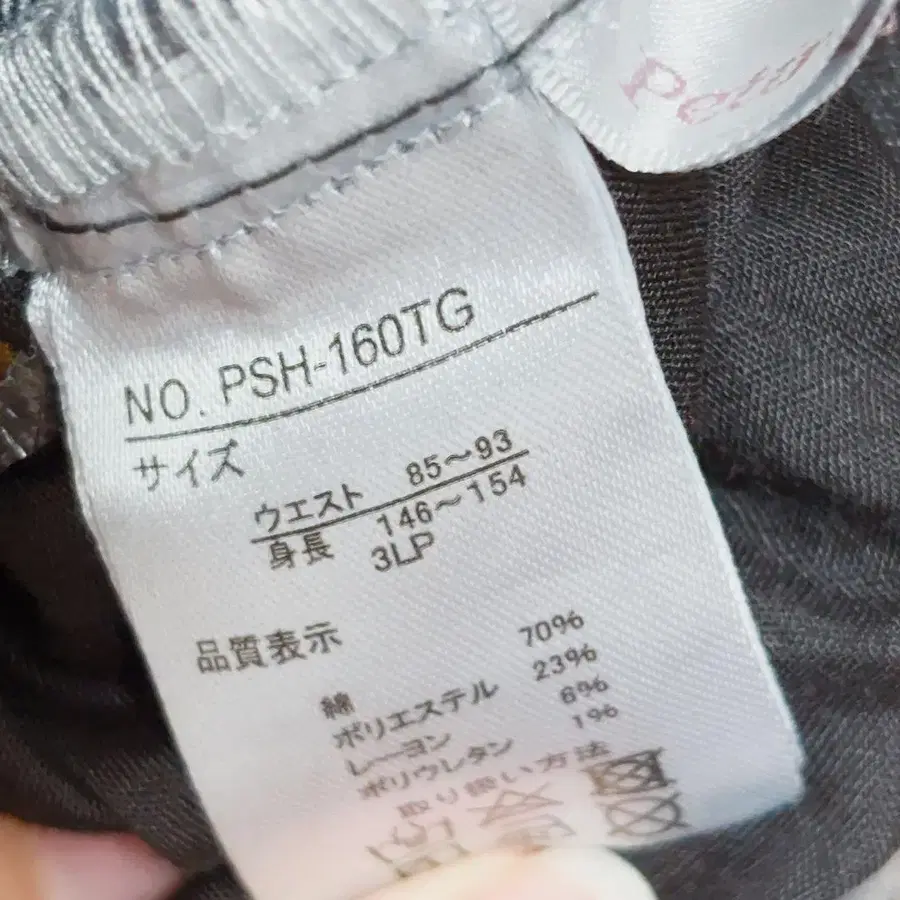 NO. PSH-160TG
サイズ
ウエスト 85～93
身長 146～154
3LP
品質表示
綿 70%
ポリエステル 23%
レーヨン 6%
ポリウレタン 1%
取り扱い方法